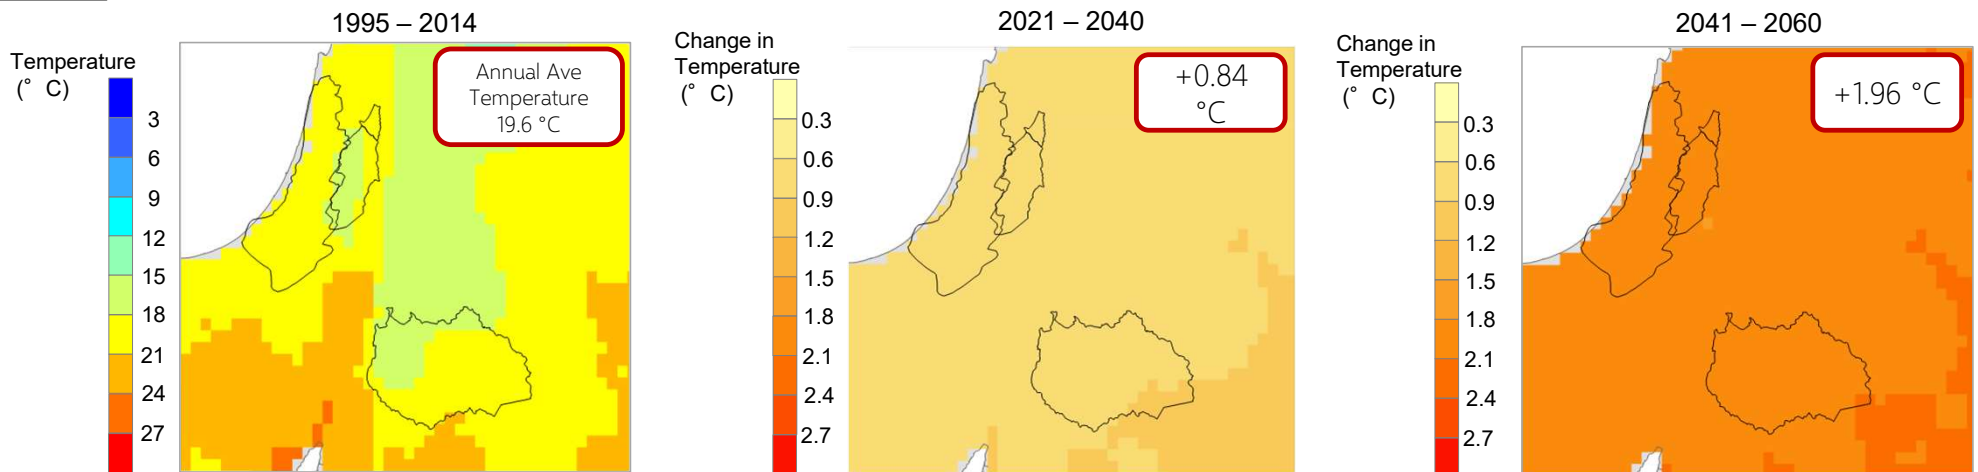 1995 – 2014
Temperature
(° C)
3
6
9
12
15
18
21
24
27
Annual Ave
Temperature
19.6 °C
2021 – 2040
Change in
Temperature
(° C)
0.3
0.6
0.9
1.2
1.5
1.8
2.1
2.4
2.7
+0.84
°C
2041 – 2060
Change in
Temperature
(° C)
0.3
0.6
0.9
1.2
1.5
1.8
2.1
2.4
2.7
+1.96 °C